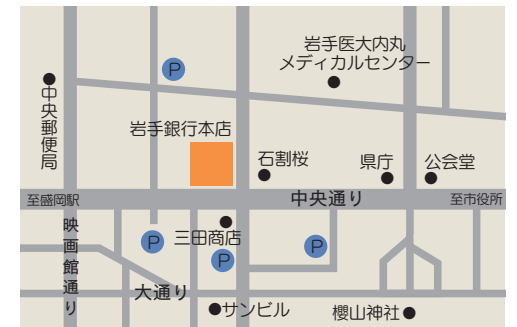 岩手医大内丸
メディカルセンター
P
中央郵便局
岩手銀行本店
石割桜
県庁
公会堂
至盛岡駅
中央通り
至市役所
映画館通り
三田商店
P
P
P
大通り
サンビル
櫻山神社